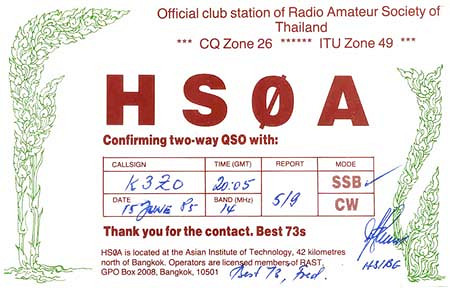 Official club station of Radio Amateur Society of
Thailand
*** CQ Zone 26 ****** ITU Zone 49 ***
HSØA
Confirming two-way QSO with:
CALLSIGN TIME (GMT) REPORT MODE
K3ZO 20:05 5/9 SSB ✓
DATE BAND (MHz) CW
15 JUNE 85 14
Thank you for the contact. Best 73s
HSØA is located at the Asian Institute of Technology, 42 kilometres
north of Bangkok. Operators are licensed members of RAST.
GPO Box 2008, Bangkok, 10501 Best 73, Fred.
HS1BG